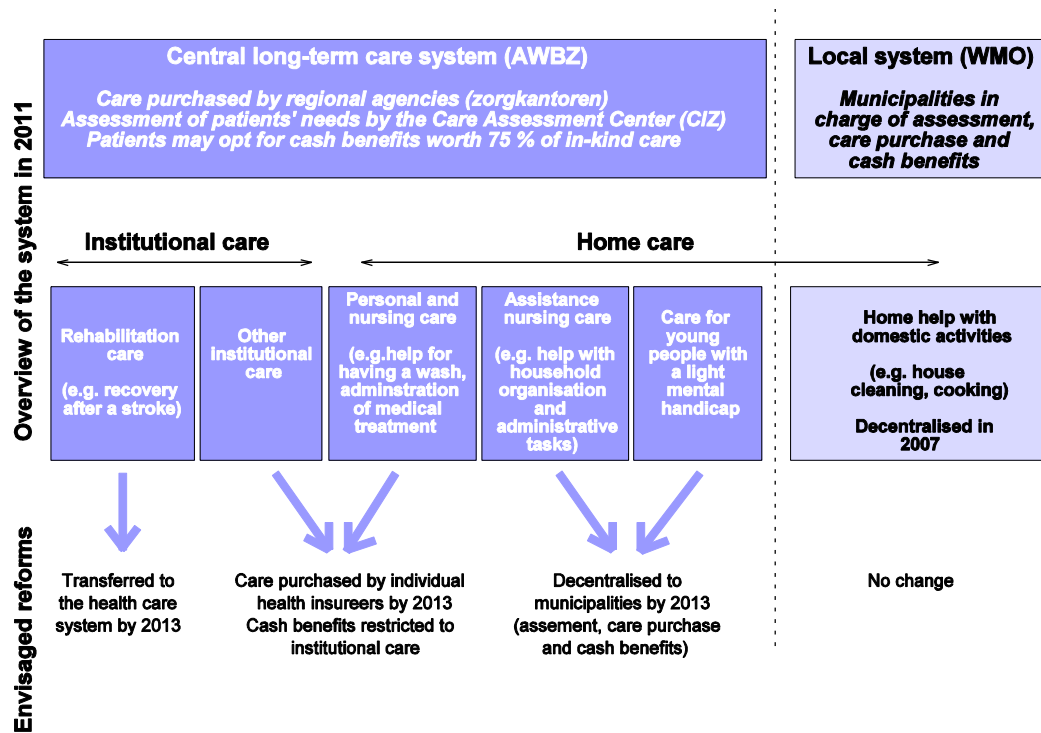 Overview of the system in 2011
Central long-term care system (AWBZ)
Care purchased by regional agencies (zorgkantoren)
Assessment of patients' needs by the Care Assessment Center (CIZ)
Patients may opt for cash benefits worth 75 % of in-kind care
Local system (WMO)
Municipalities in
charge of assessment,
care purchase and
cash benefits
Institutional care
Home care
Rehabilitation
care
(e.g. recovery
after a stroke)
Other
institutional
care
Personal and
nursing care
(e.g.help for
having a wash,
adminstration
of medical
treatment
Assistance
nursing care
(e.g. help with
household
organisation
and
administrative
tasks)
Care for
young
people with
a light
mental
handicap
Home help with
domestic activities
(e.g. house
cleaning, cooking)
Decentralised in
2007
Envisaged reforms
Transferred to
the health care
system by 2013
Care purchased by individual
health insureers by 2013
Cash benefits restricted to
institutional care
Decentralised to
municipalities by 2013
(assement, care purchase
and cash benefits)
No change